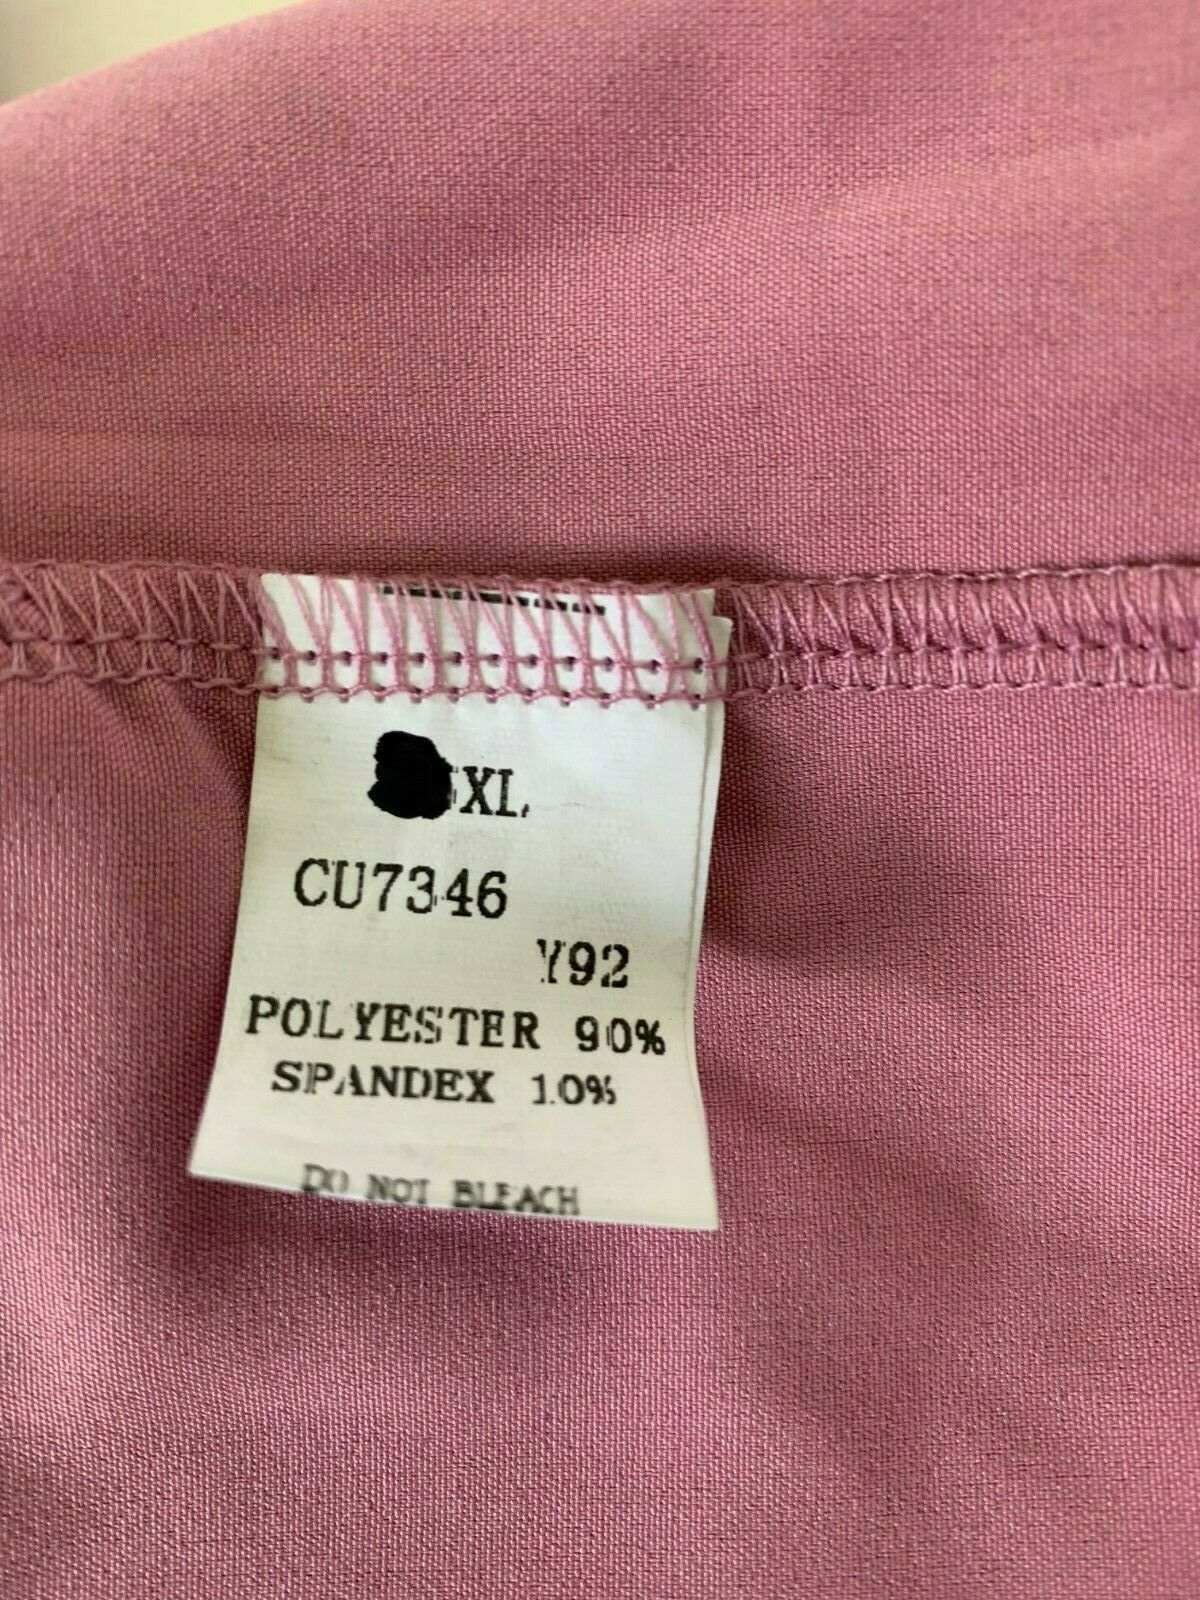 XL
CU7346
Y92
POLYESTER 90%
SPANDEX 10%
DO NOT BLEACH